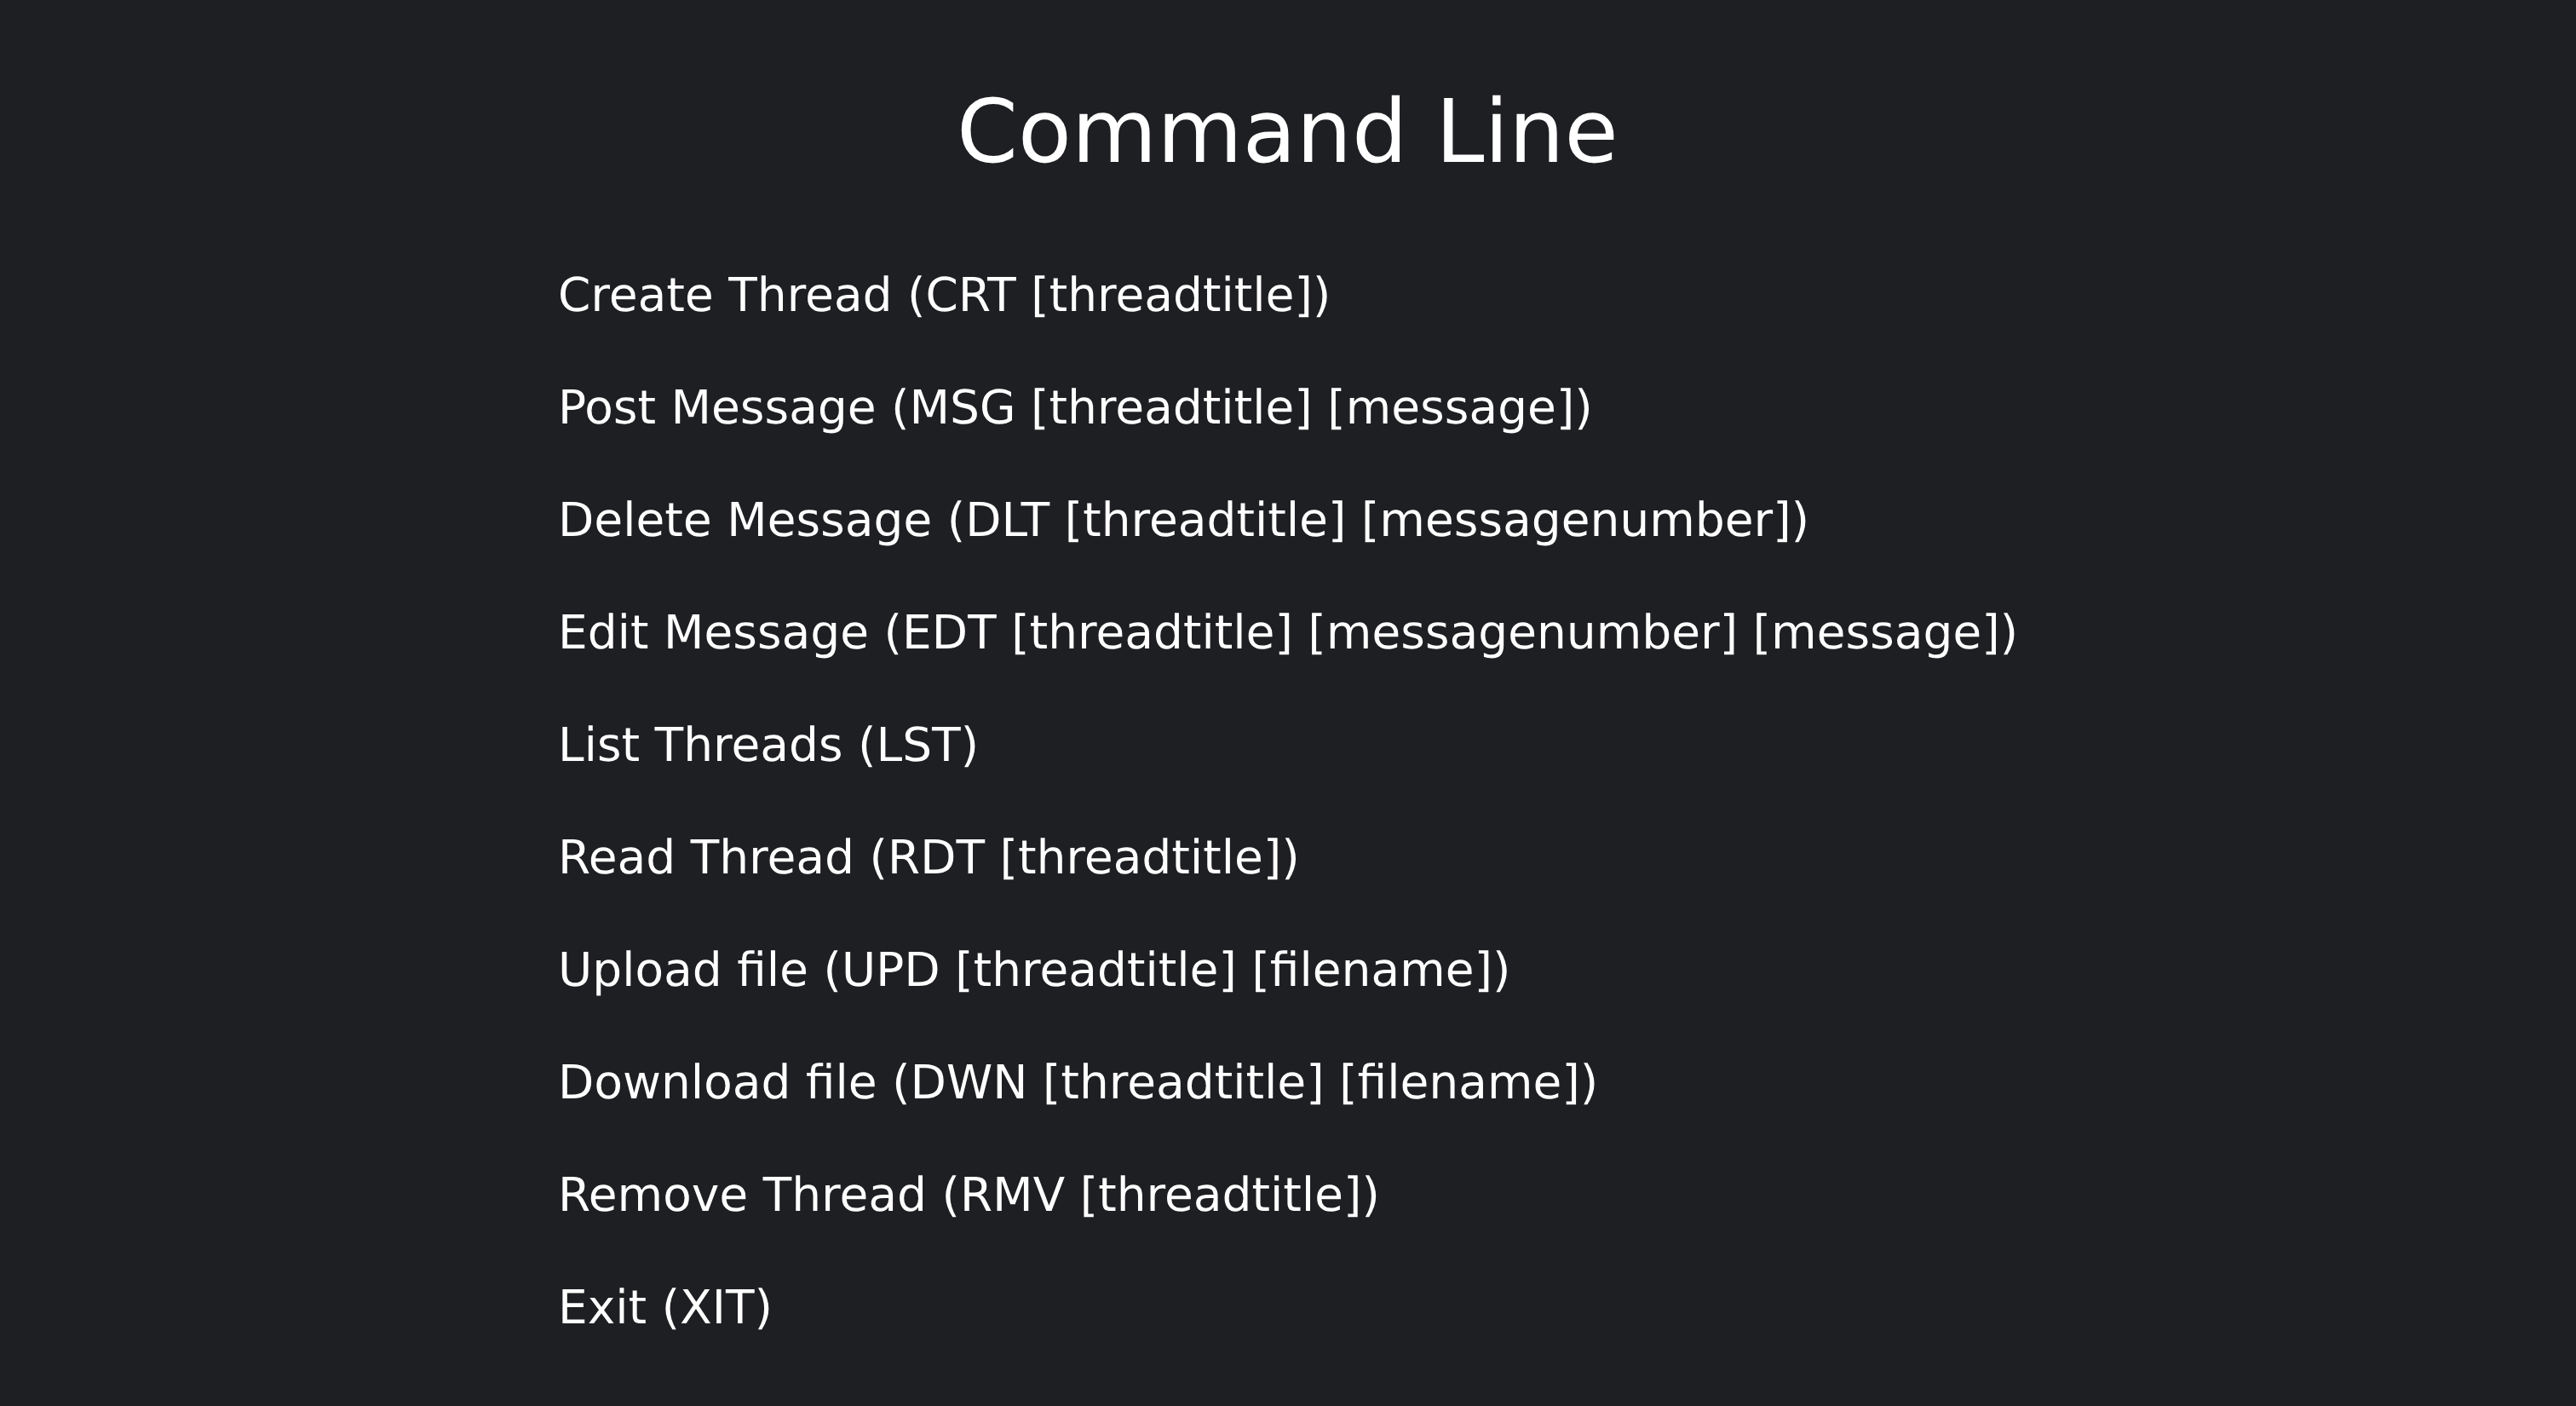 Command Line
Create Thread (CRT [threadtitle])
Post Message (MSG [threadtitle] [message])
Delete Message (DLT [threadtitle] [messagenumber])
Edit Message (EDT [threadtitle] [messagenumber] [message])
List Threads (LST)
Read Thread (RDT [threadtitle])
Upload file (UPD [threadtitle] [filename])
Download file (DWN [threadtitle] [filename])
Remove Thread (RMV [threadtitle])
Exit (XIT)